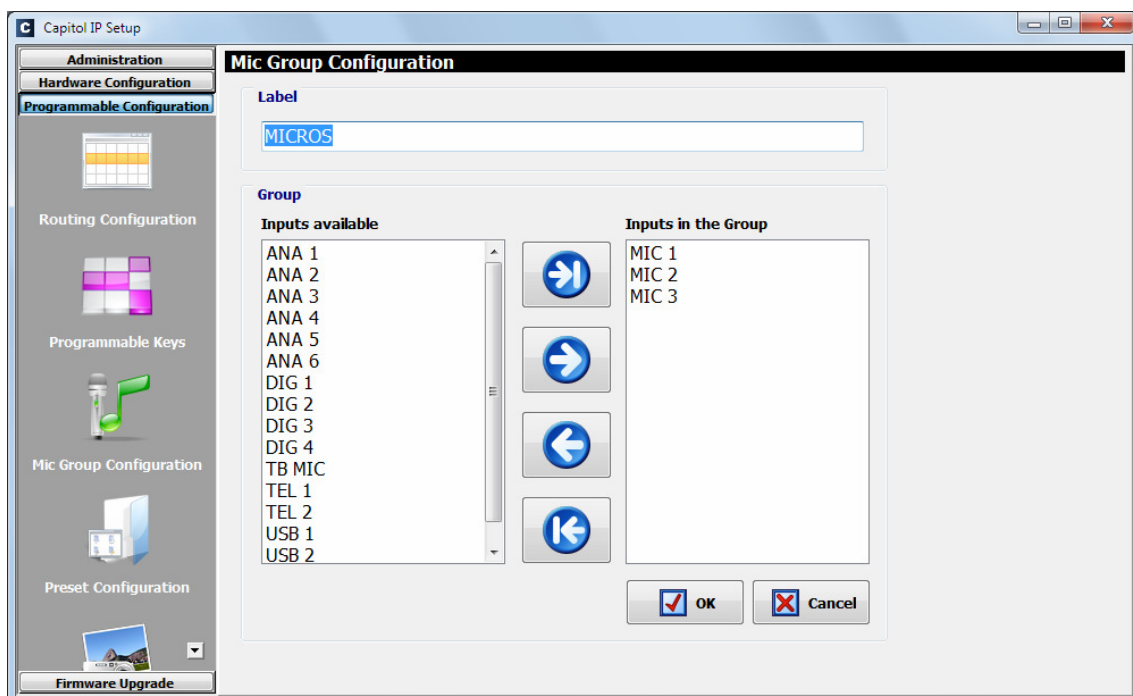 C Capitol IP Setup
Administration
Hardware Configuration
Programmable Configuration
Routing Configuration
Programmable Keys
Mic Group Configuration
Preset Configuration
Firmware Upgrade
Mic Group Configuration
Label
MICROS
Group
Inputs available
ANA 1
ANA 2
ANA 3
ANA 4
ANA 5
ANA 6
DIG 1
DIG 2
DIG 3
DIG 4
TB MIC
TEL 1
TEL 2
USB 1
USB 2
Inputs in the Group
MIC 1
MIC 2
MIC 3
OK
Cancel